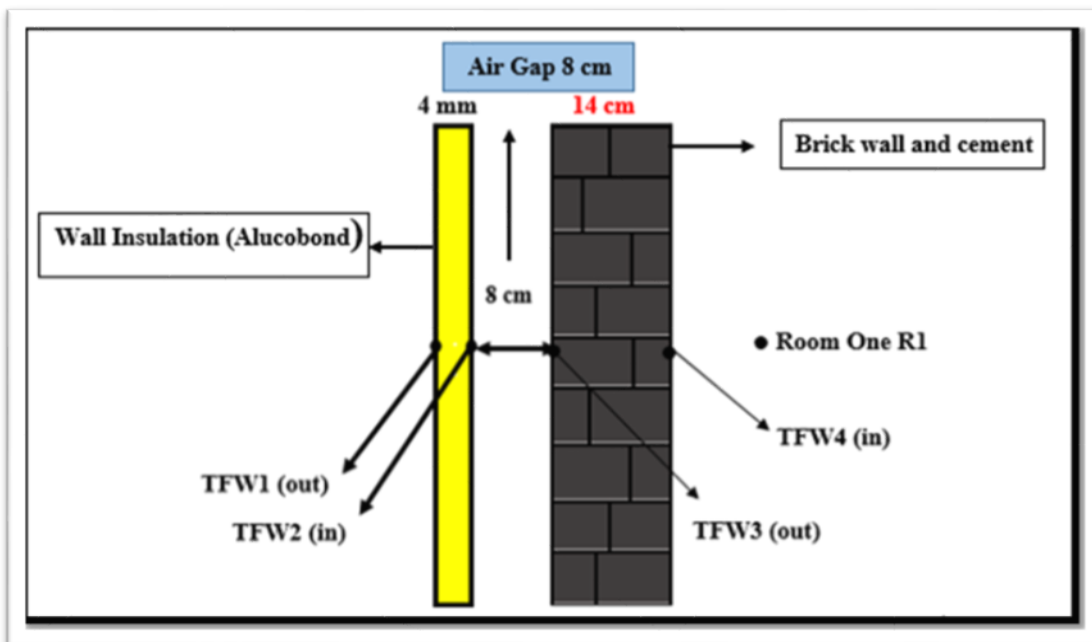 Air Gap 8 cm
4 mm
14 cm
Brick wall and cement
Wall Insulation (Alucobond)
8 cm
Room One R1
TFW4 (in)
TFW1 (out)
TFW2 (in)
TFW3 (out)